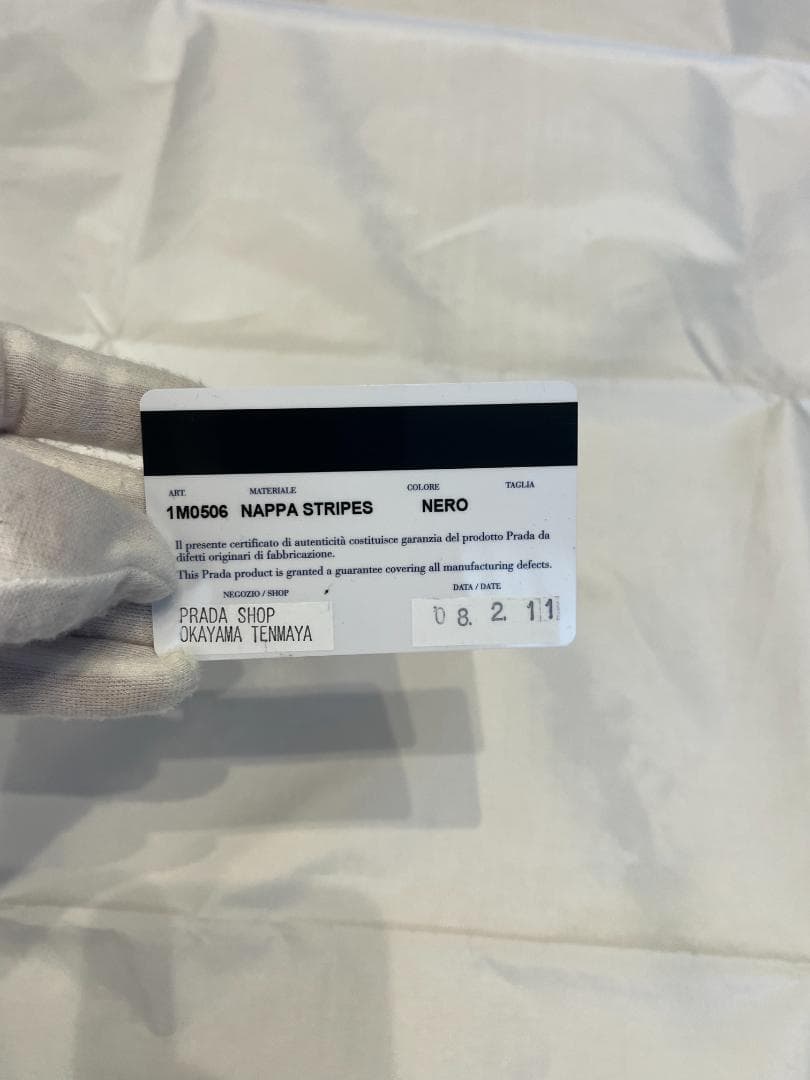 ART. MATERIALE COLORE TAGLIA
1M0506 NAPPA STRIPES NERO
Il presente certificato di autenticità costituisce garanzia del prodotto Prada da
difetti originari di fabbricazione.
This Prada product is granted a guarantee covering all manufacturing defects.
NEGOZIO / SHOP DATA / DATE
PRADA SHOP
OKAYAMA TENMAYA
08. 2. 11